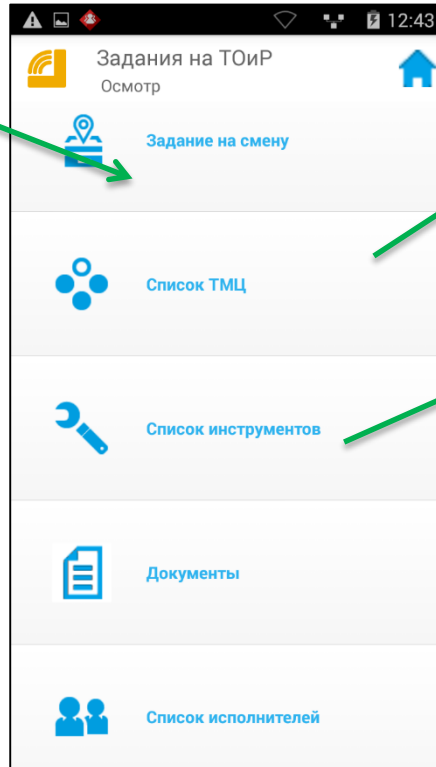 12:43
Задания на ТОиР
Осмотр
Задание на смену
Список ТМЦ
Список инструментов
Документы
Список исполнителей